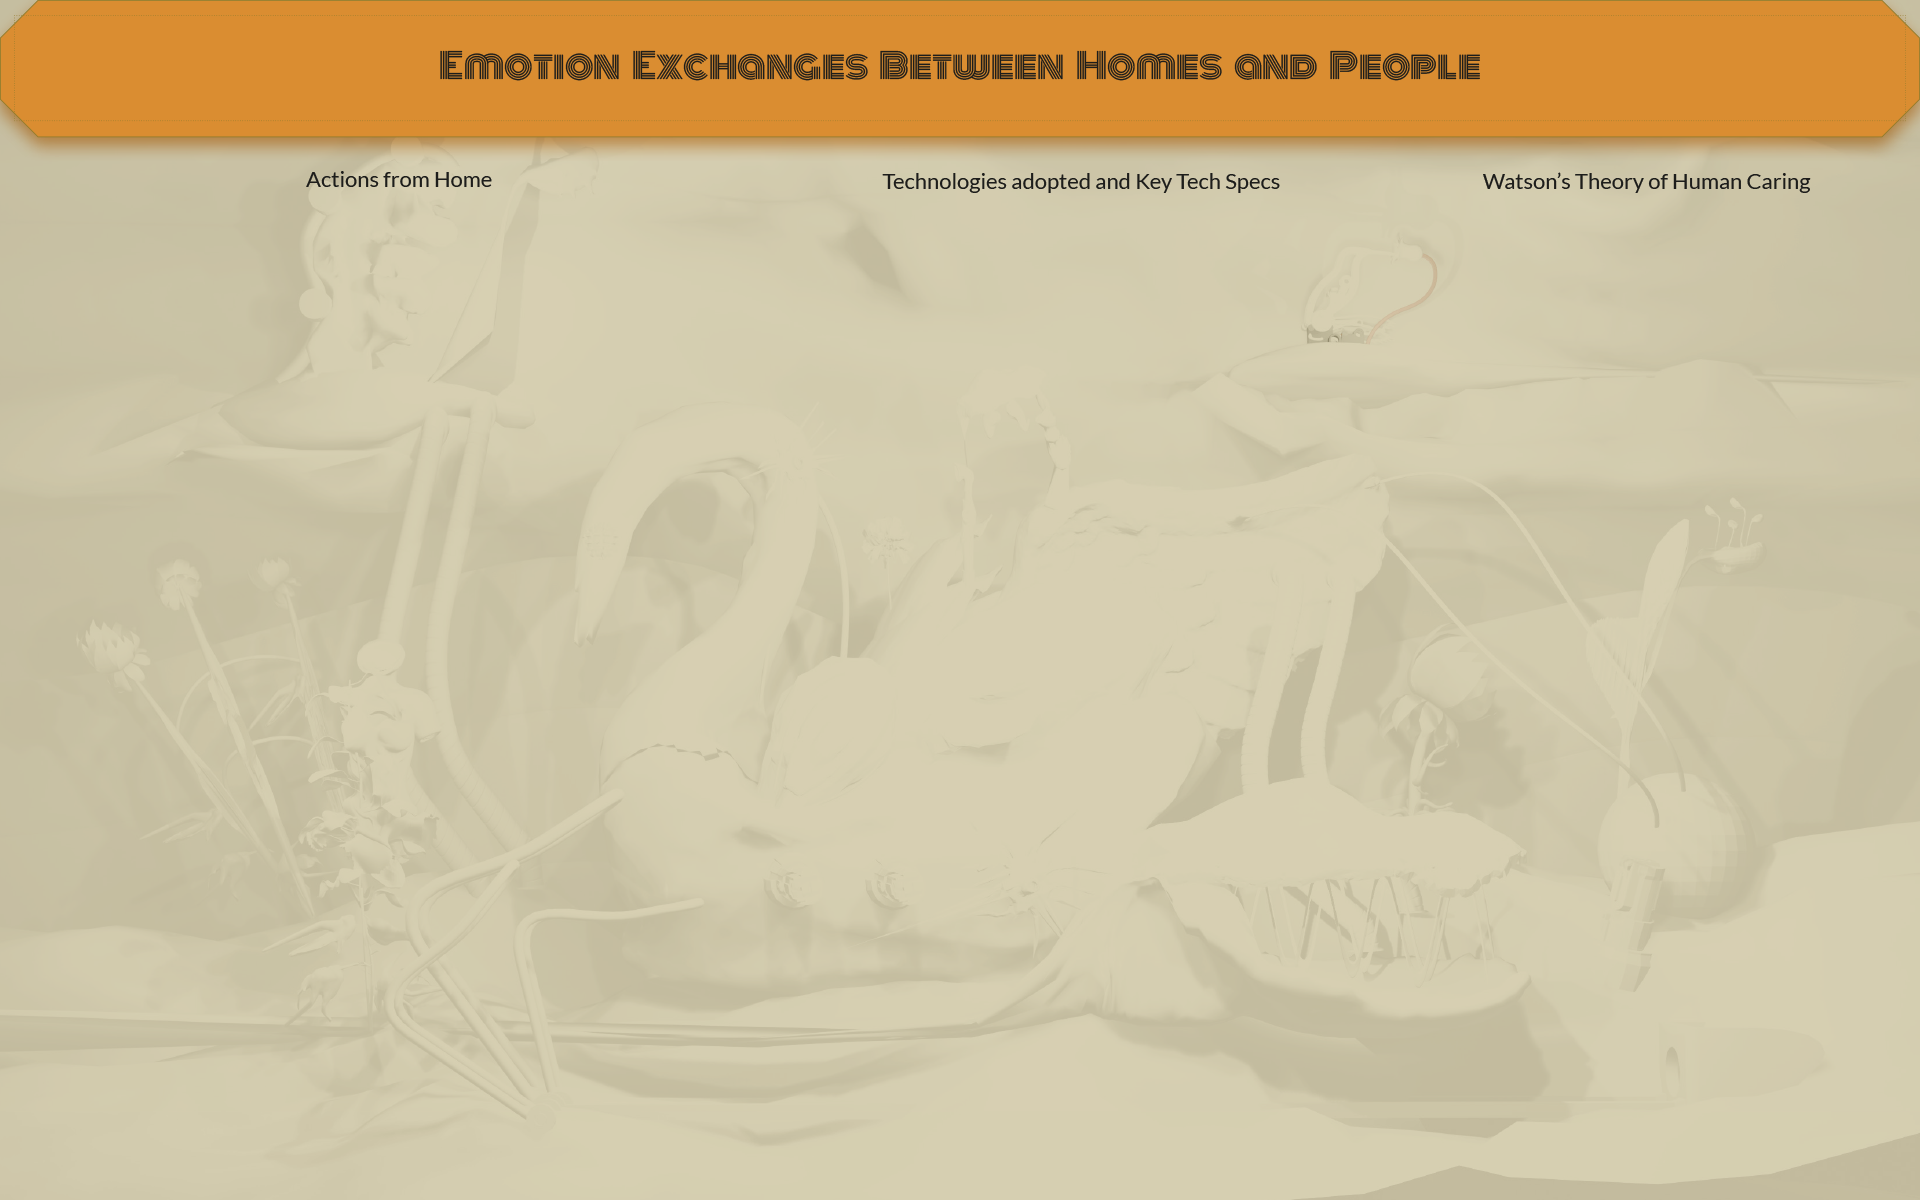 Emotion Exchanges Between Homes and People
Actions from Home
Technologies adopted and Key Tech Specs
Watson’s Theory of Human Caring